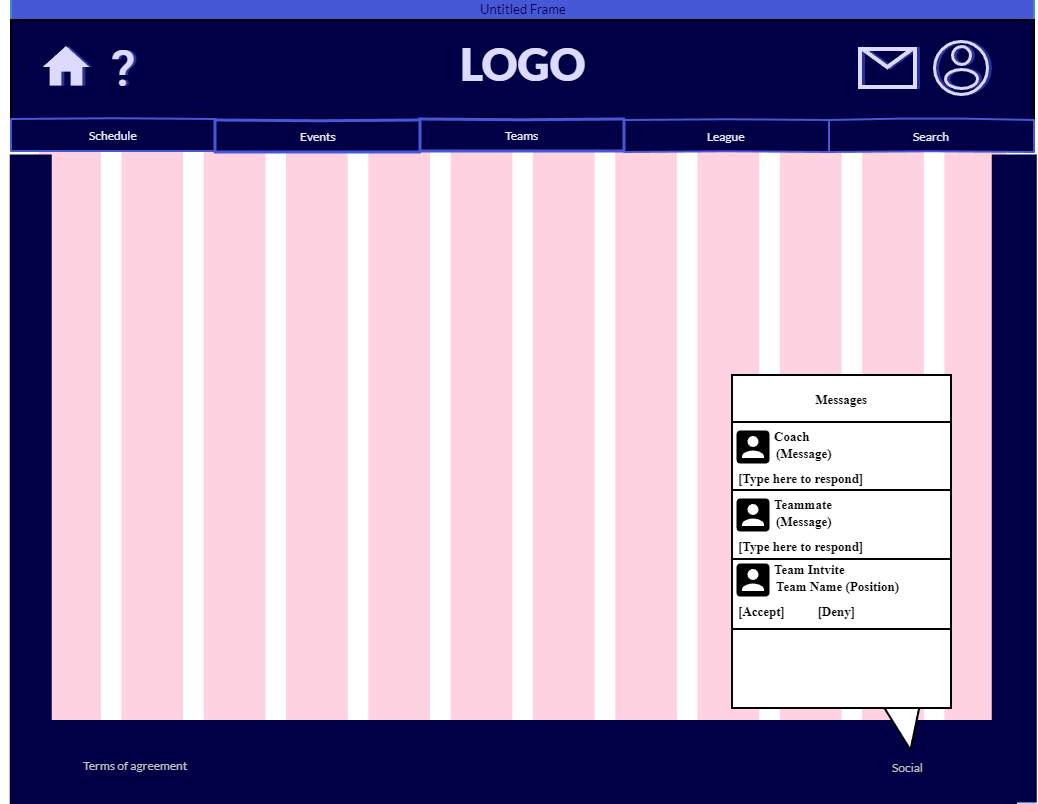 Untitled Frame
?
LOGO
Schedule
Events
Teams
League
Search
Messages
Coach
(Message)
[Type here to respond]
Teammate
(Message)
[Type here to respond]
Team Intvite
Team Name (Position)
[Accept] [Deny]
Terms of agreement
Social